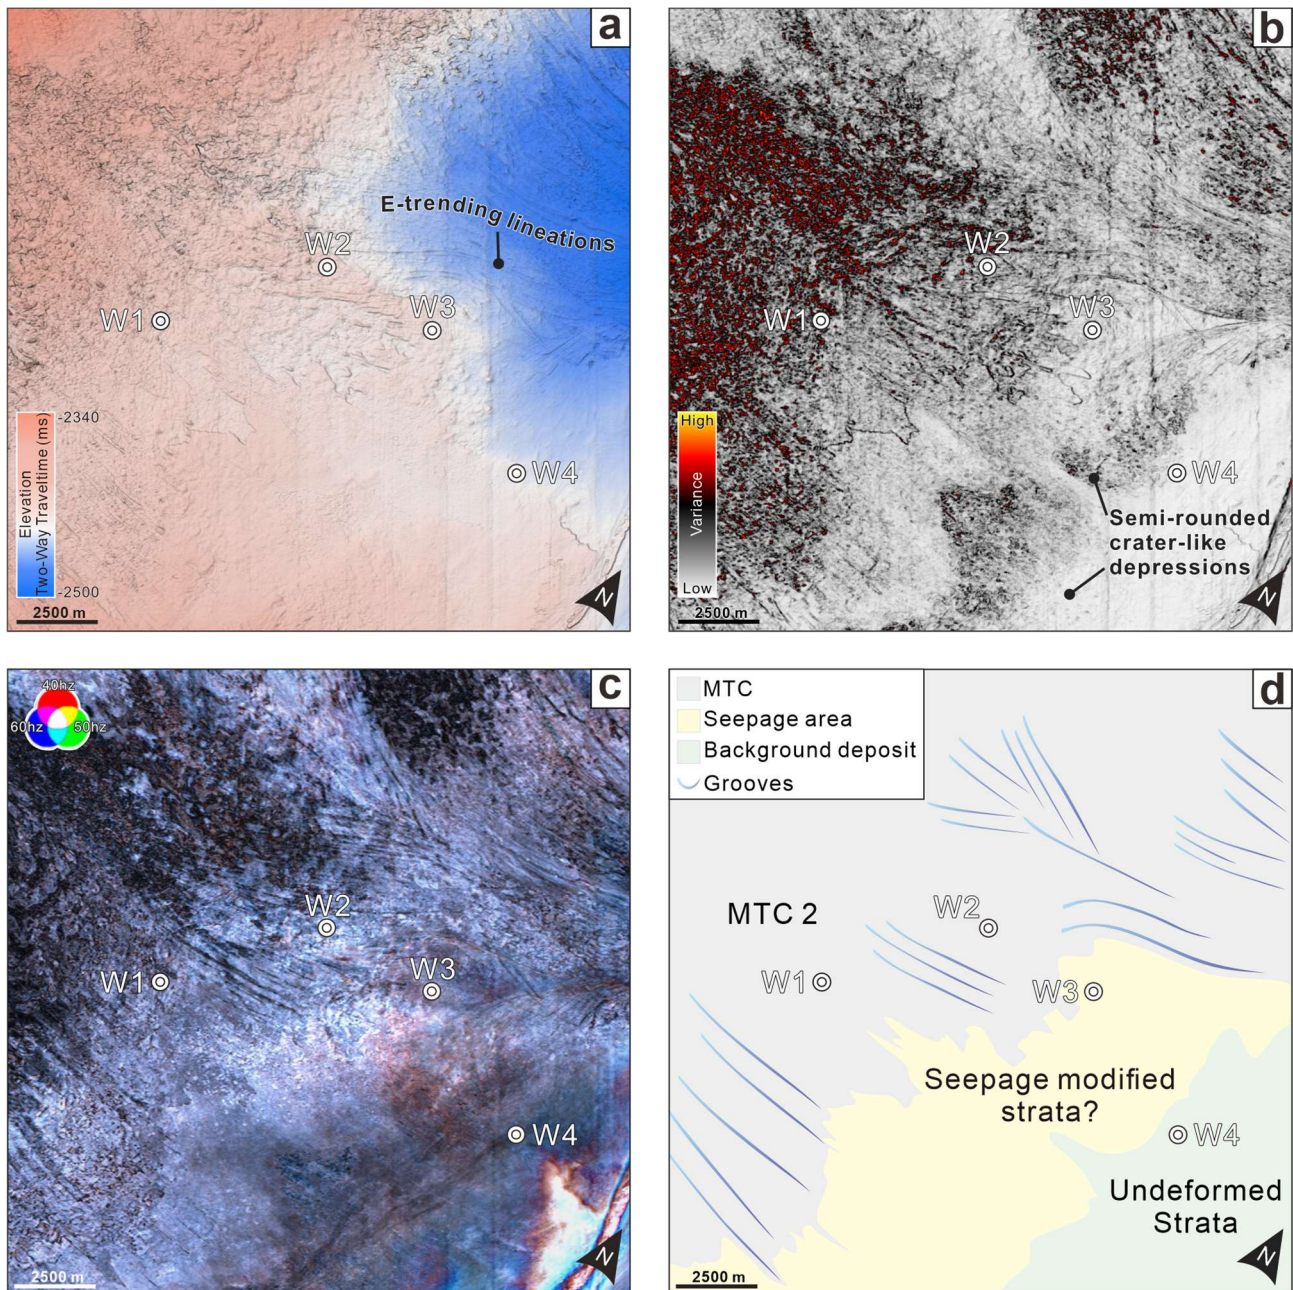 a
E-trending lineations
W2
W3
W1
W4
Elevation
Two-Way Traveltime (ms)
-2340
-2500
2500 m
N
b
W2
W3
W1
W4
High
Variance
Low
Semi-rounded
crater-like
depressions
2500 m
N
c
40hz
60hz
50hz
W2
W3
W1
W4
2500 m
N
d
MTC
Seepage area
Background deposit
Grooves
MTC 2
W2
W1
W3
Seepage modified
strata?
W4
Undeformed
Strata
2500 m
N